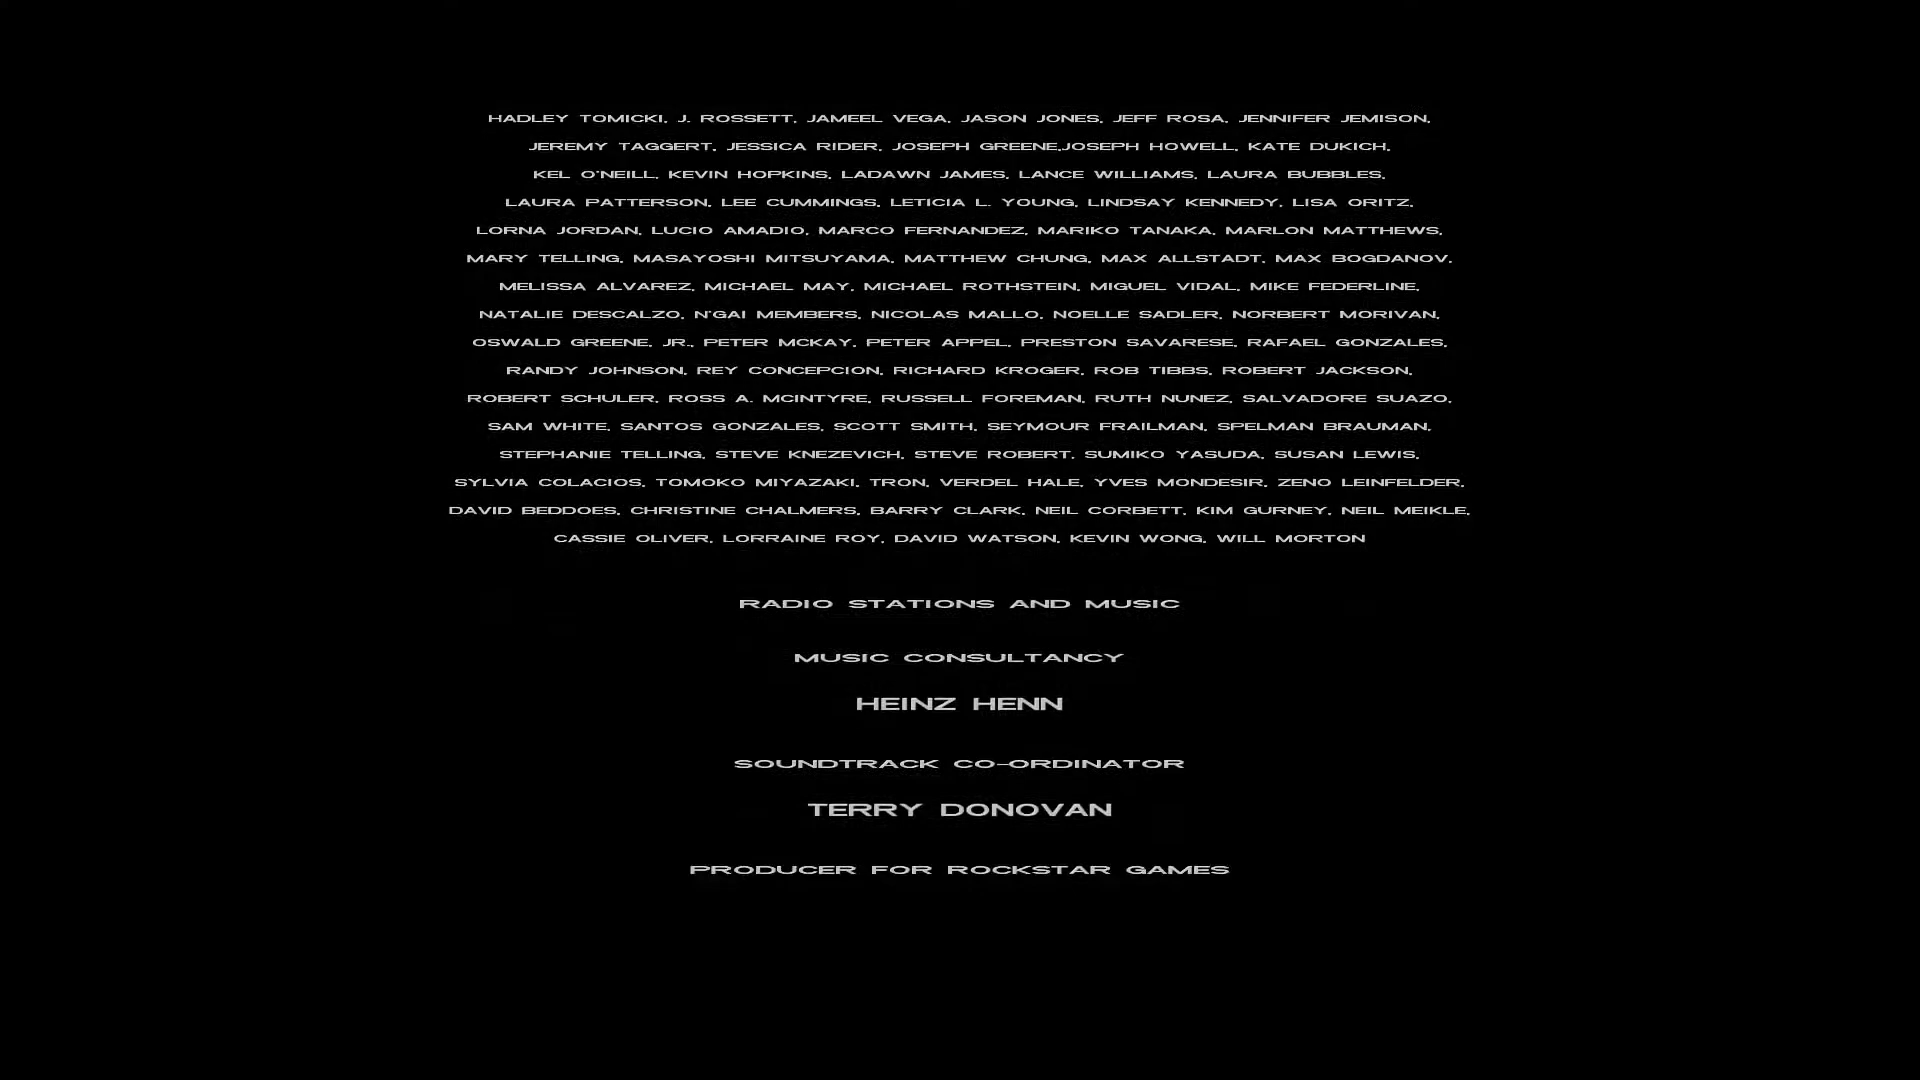 HADLEY TOMICKI, J. ROSSETT, JAMEEL VEGA, JASON JONES, JEFF ROSA, JENNIFER JEMISON,
JEREMY TAGGERT, JESSICA RIDER, JOSEPH GREENE,JOSEPH HOWELL, KATE DUKICH,
KEL O'NEILL, KEVIN HOPKINS, LADAWN JAMES, LANCE WILLIAMS, LAURA BUBBLES,
LAURA PATTERSON, LEE CUMMINGS, LETICIA L. YOUNG, LINDSAY KENNEDY, LISA ORITZ,
LORNA JORDAN, LUCIO AMADIO, MARCO FERNANDEZ, MARIKO TANAKA, MARLON MATTHEWS,
MARY TELLING, MASAYOSHI MITSUYAMA, MATTHEW CHUNG, MAX ALLSTADT, MAX BOGDANOV,
MELISSA ALVAREZ, MICHAEL MAY, MICHAEL ROTHSTEIN, MIGUEL VIDAL, MIKE FEDERLINE,
NATALIE DESCALZO, N'GAI MEMBERS, NICOLAS MALLO, NOELLE SADLER, NORBERT MORIVAN,
OSWALD GREENE, JR., PETER MCKAY, PETER APPEL, PRESTON SAVARESE, RAFAEL GONZALES,
RANDY JOHNSON, REY CONCEPCION, RICHARD KROGER, ROB TIBBS, ROBERT JACKSON,
ROBERT SCHULER, ROSS A. MCINTYRE, RUSSELL FOREMAN, RUTH NUNEZ, SALVADORE SUAZO,
SAM WHITE, SANTOS GONZALES, SCOTT SMITH, SEYMOUR FRAILMAN, SPELMAN BRAUMAN,
STEPHANIE TELLING, STEVE KNEZEVICH, STEVE ROBERT, SUMIKO YASUDA, SUSAN LEWIS,
SYLVIA COLACIOS, TOMOKO MIYAZAKI, TRON, VERDEL HALE, YVES MONDESIR, ZENO LEINFELDER,
DAVID BEDDOES, CHRISTINE CHALMERS, BARRY CLARK, NEIL CORBETT, KIM GURNEY, NEIL MEIKLE,
CASSIE OLIVER, LORRAINE ROY, DAVID WATSON, KEVIN WONG, WILL MORTON
RADIO STATIONS AND MUSIC
MUSIC CONSULTANCY
HEINZ HENN
SOUNDTRACK CO-ORDINATOR
TERRY DONOVAN
PRODUCER FOR ROCKSTAR GAMES